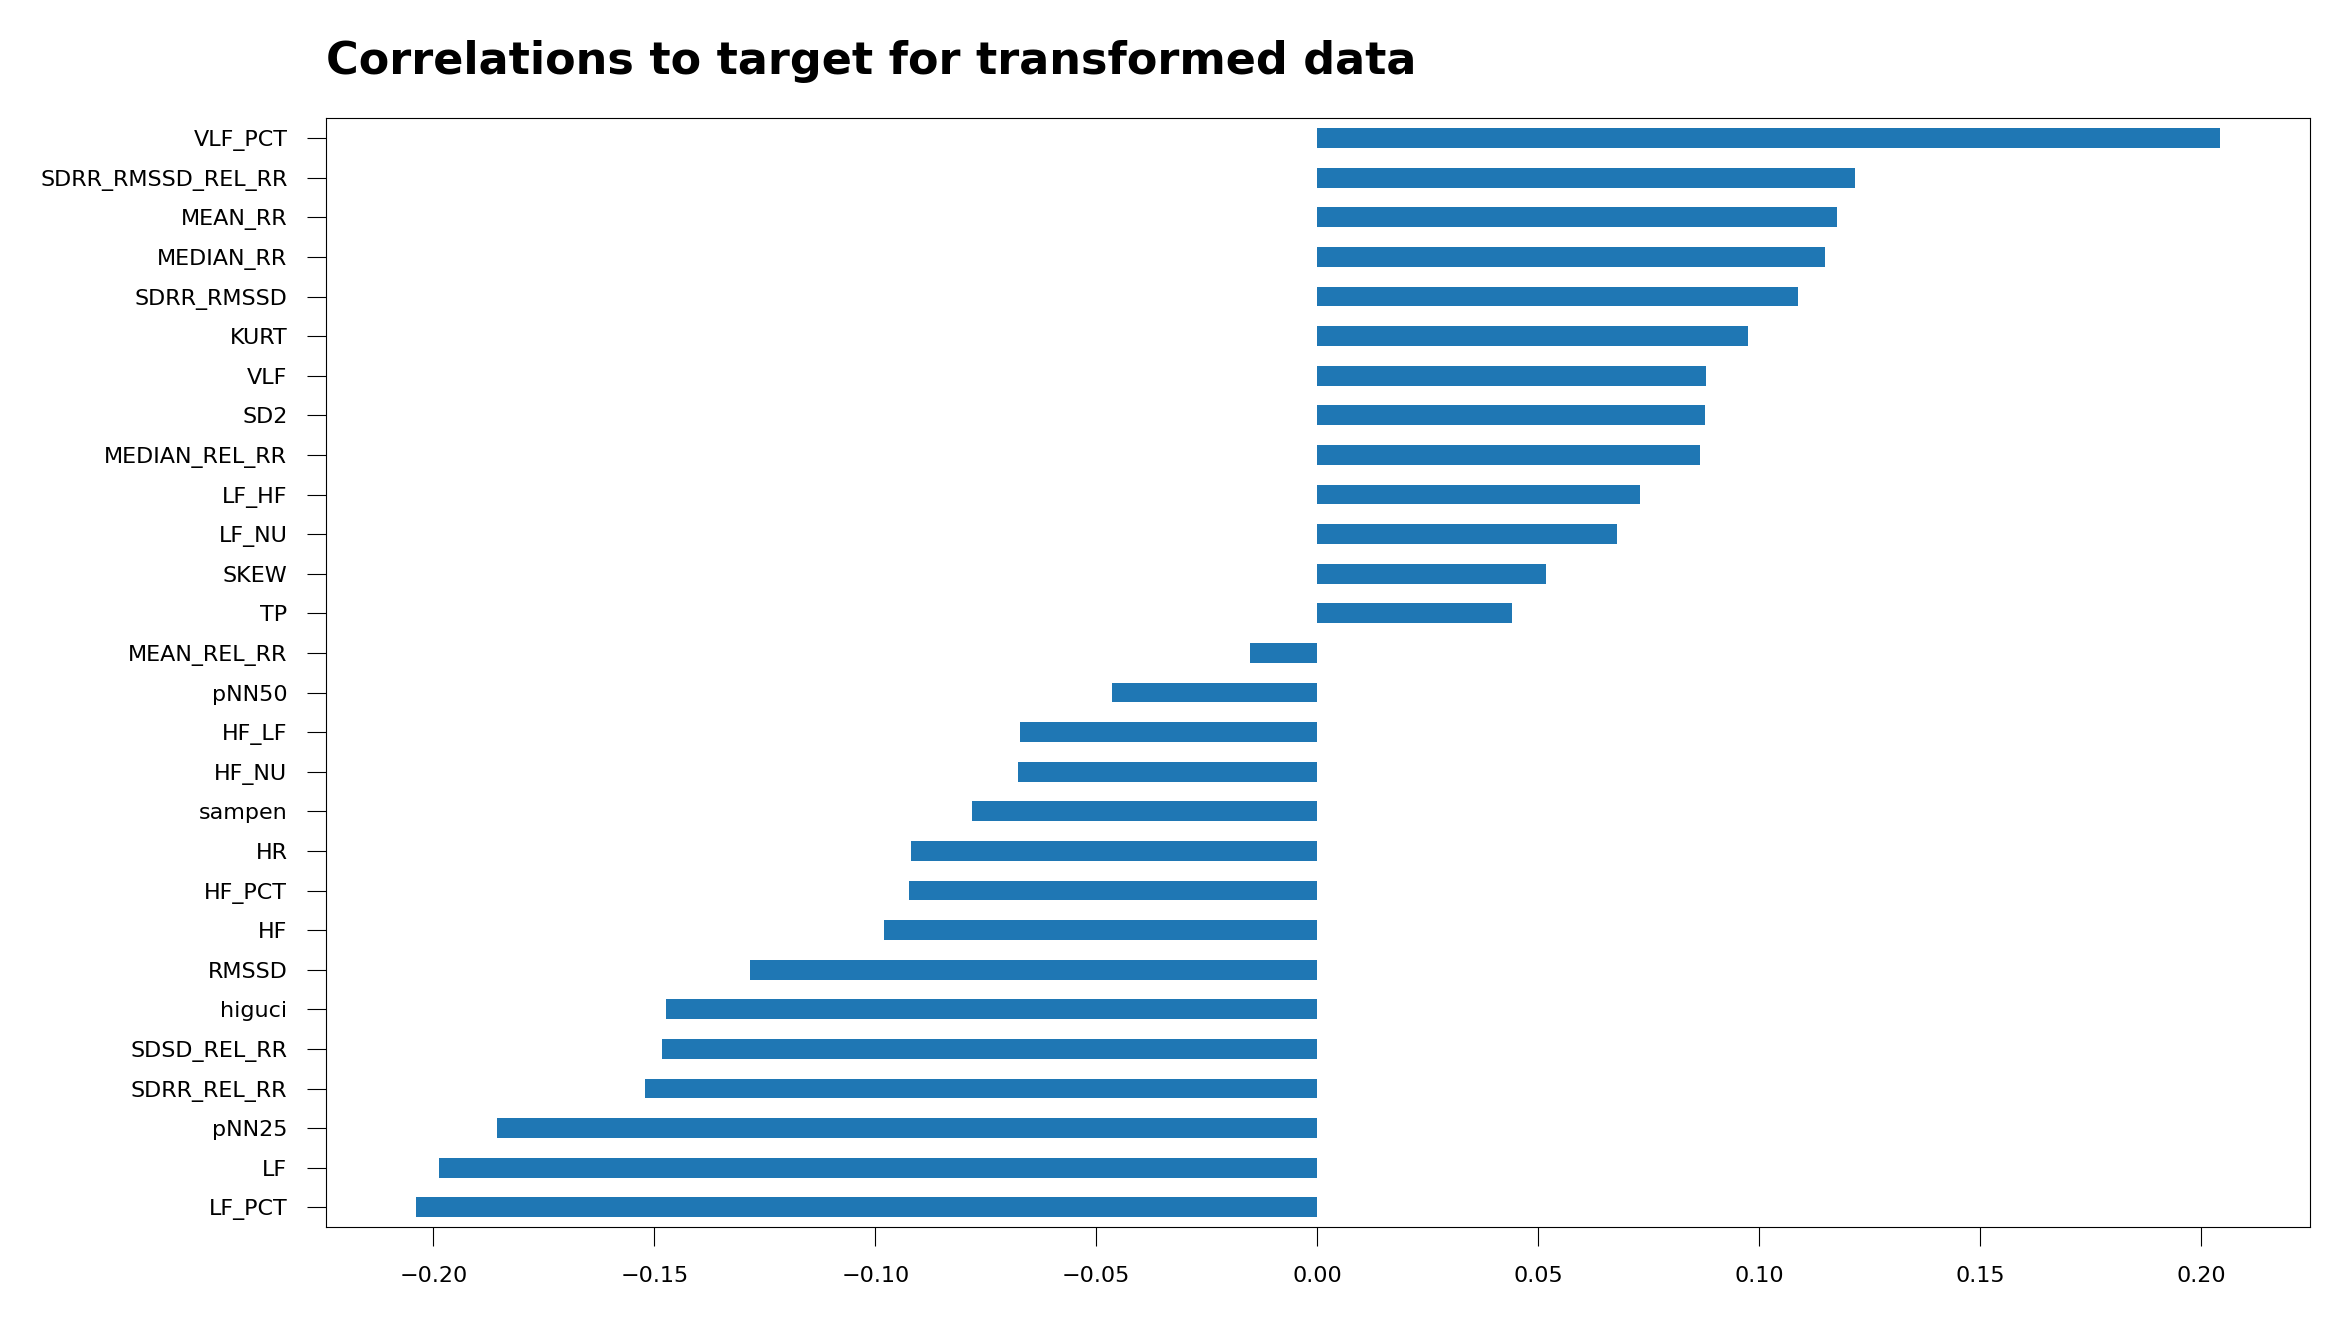 Correlations to target for transformed data
VLF_PCT
SDRR_RMSSD_REL_RR
MEAN_RR
MEDIAN_RR
SDRR_RMSSD
KURT
VLF
SD2
MEDIAN_REL_RR
LF_HF
LF_NU
SKEW
TP
MEAN_REL_RR
pNN50
HF_LF
HF_NU
sampen
HR
HF_PCT
HF
RMSSD
higuci
SDSD_REL_RR
SDRR_REL_RR
pNN25
LF
LF_PCT
−0.20 −0.15 −0.10 −0.05 0.00 0.05 0.10 0.15 0.20